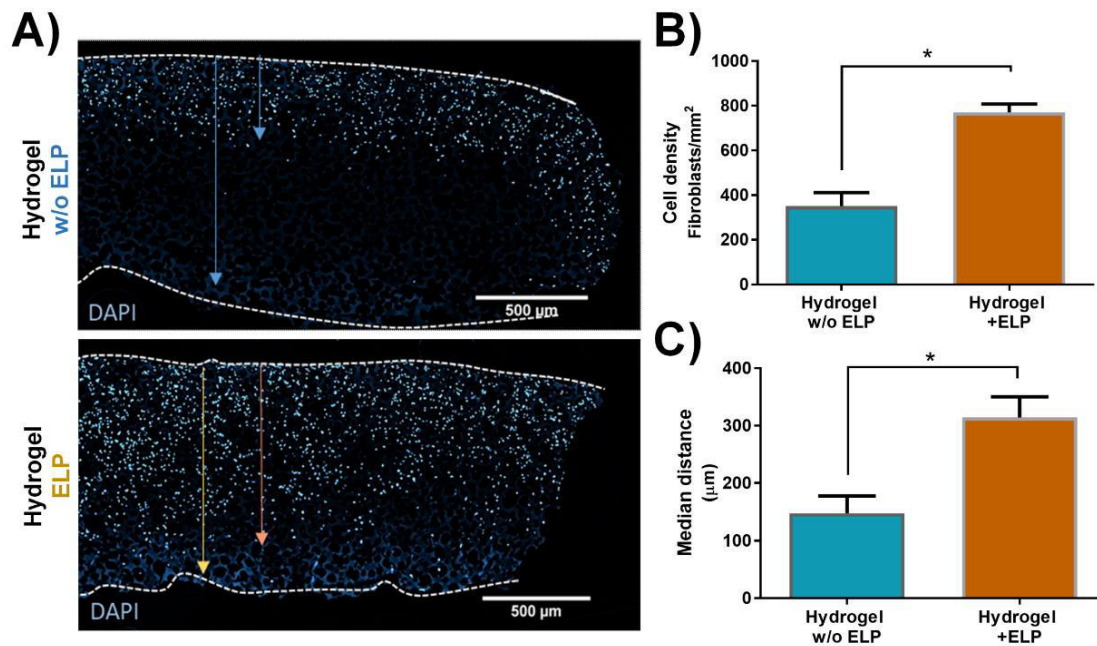 A)
Hydrogel
w/o ELP
DAPI
500 µm
Hydrogel
ELP
DAPI
500 µm
B)
Cell density
Fibroblasts/mm²
1000
800
600
400
200
0
*
Hydrogel
w/o ELP
Hydrogel
+ELP
C)
Median distance
(µm)
400
300
200
100
0
*
Hydrogel
w/o ELP
Hydrogel
+ELP